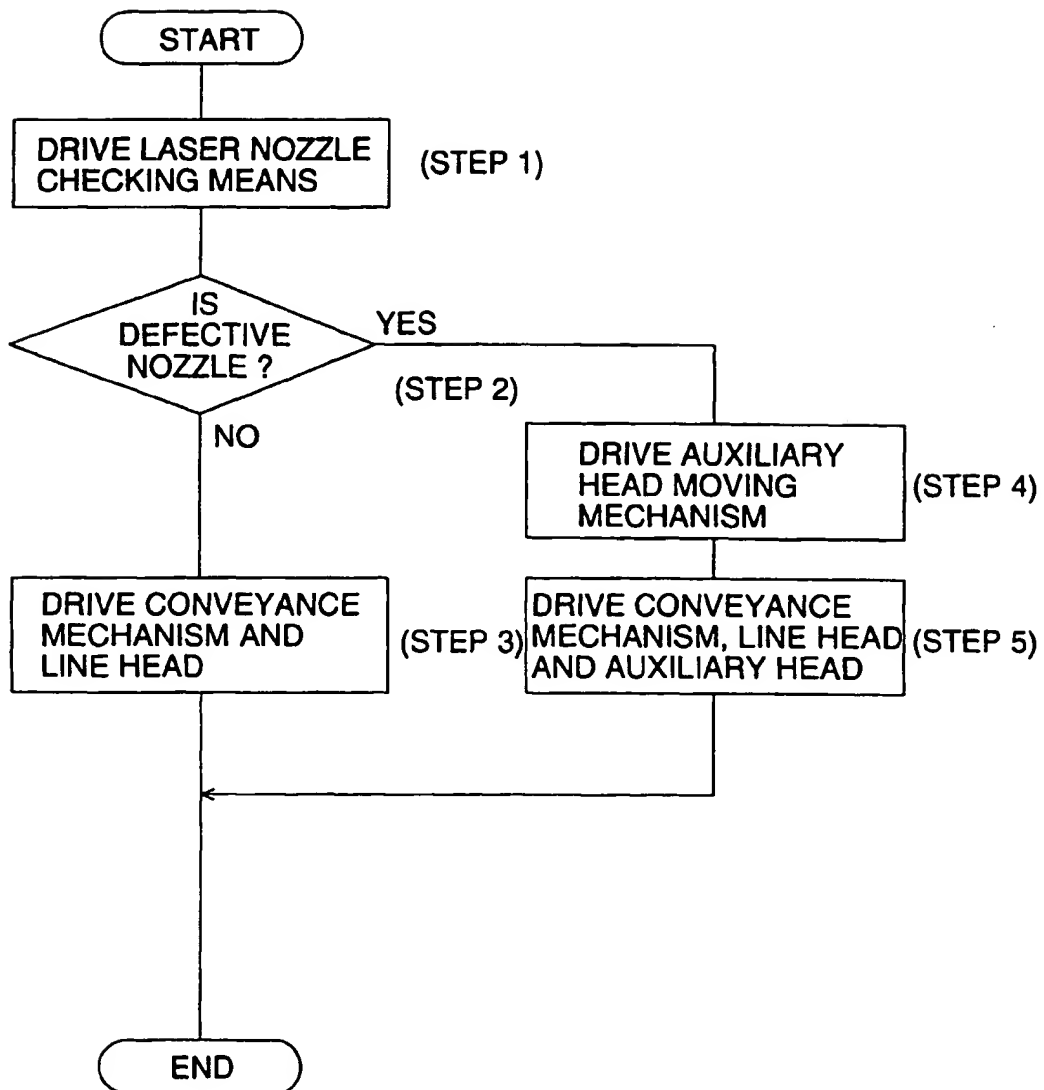 START
DRIVE LASER NOZZLE
CHECKING MEANS
(STEP 1)
IS
DEFECTIVE
NOZZLE ?
YES
(STEP 2)
NO
DRIVE AUXILIARY
HEAD MOVING
MECHANISM
(STEP 4)
DRIVE CONVEYANCE
MECHANISM AND
LINE HEAD
(STEP 3)
DRIVE CONVEYANCE
MECHANISM, LINE HEAD
AND AUXILIARY HEAD
(STEP 5)
END